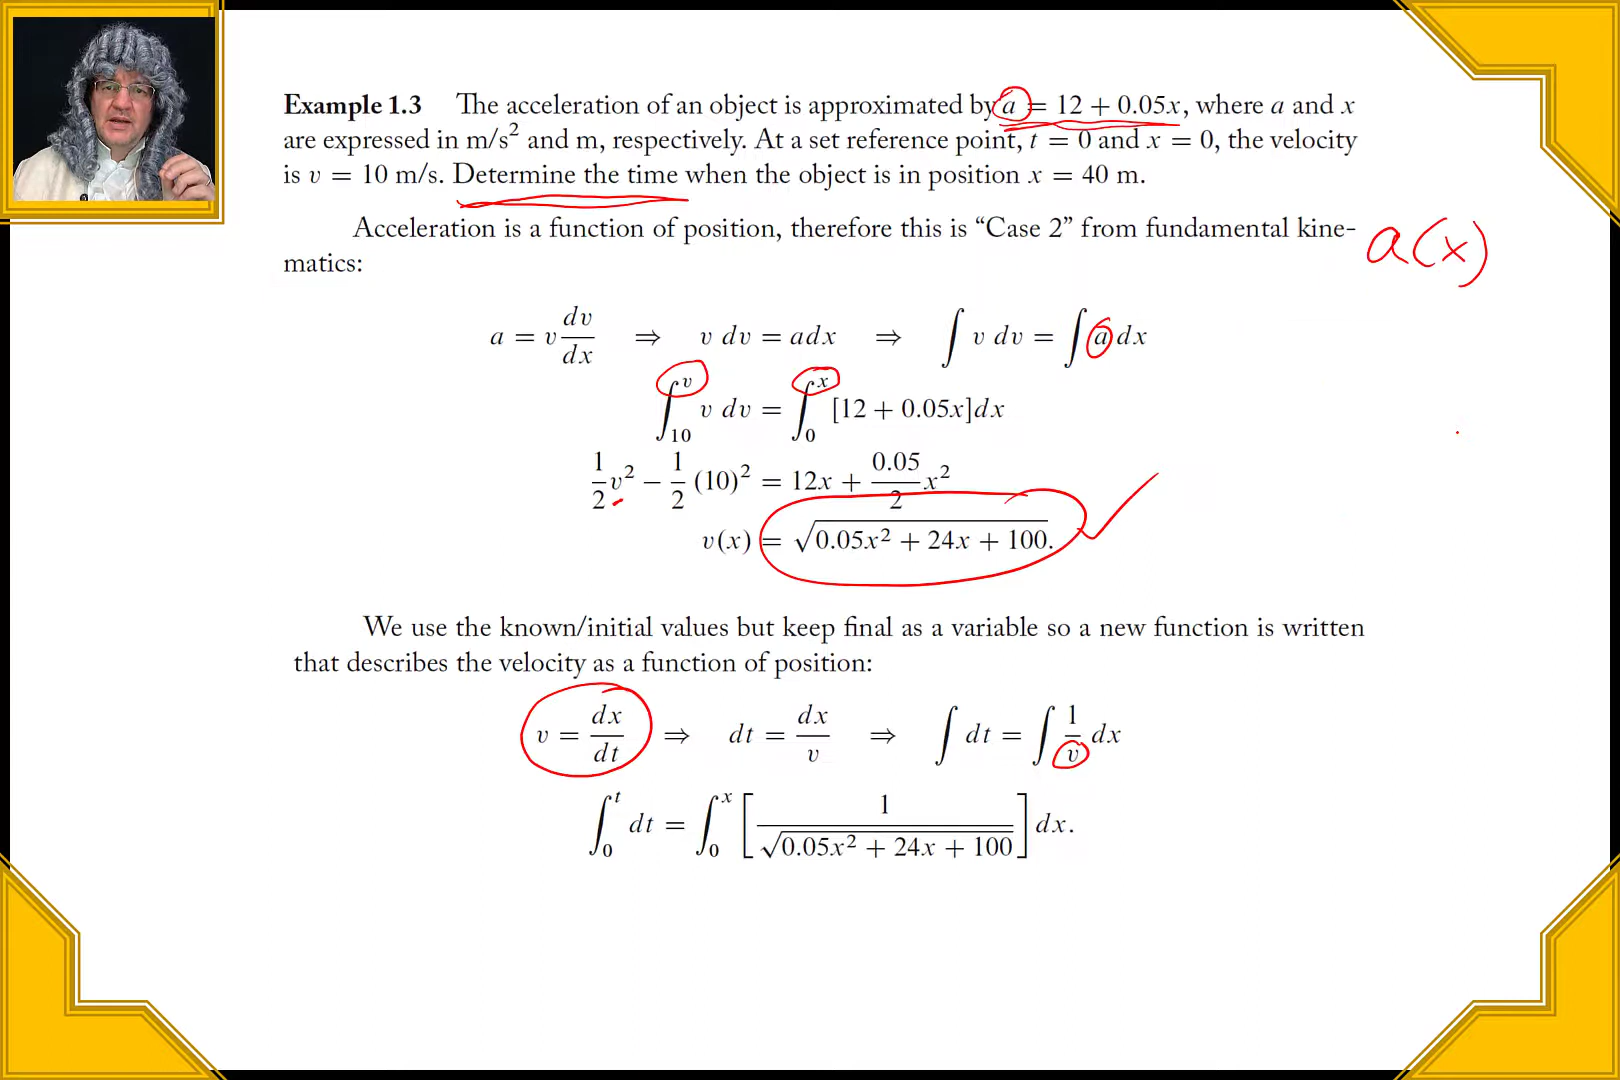 Example 1.3 The acceleration of an object is approximated by a = 12 + 0.05x, where a and x
are expressed in m/s² and m, respectively. At a set reference point, t = 0 and x = 0, the velocity
is v = 10 m/s. Determine the time when the object is in position x = 40 m.
Acceleration is a function of position, therefore this is “Case 2” from fundamental kine-
matics:
a(x)
a = v dv/dx ⇒ v dv = adx ⇒ ∫ v dv = ∫ a dx
∫₁₀^v v dv = ∫₀^x [12 + 0.05x]dx
1/2 v² − 1/2 (10)² = 12x + 0.05/2 x²
v(x) = √(0.05x² + 24x + 100).
We use the known/initial values but keep final as a variable so a new function is written
that describes the velocity as a function of position:
v = dx/dt ⇒ dt = dx/v ⇒ ∫ dt = ∫ 1/v dx
∫₀^t dt = ∫₀^x [1/√(0.05x² + 24x + 100)] dx.